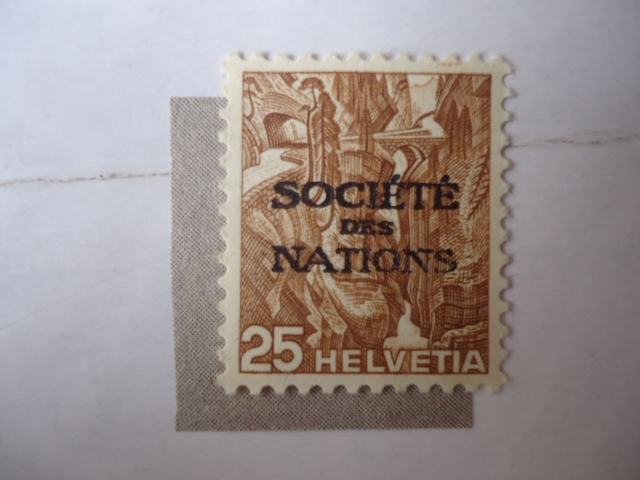 SOCIÉTÉ
DES
NATIONS
25 HELVETIA